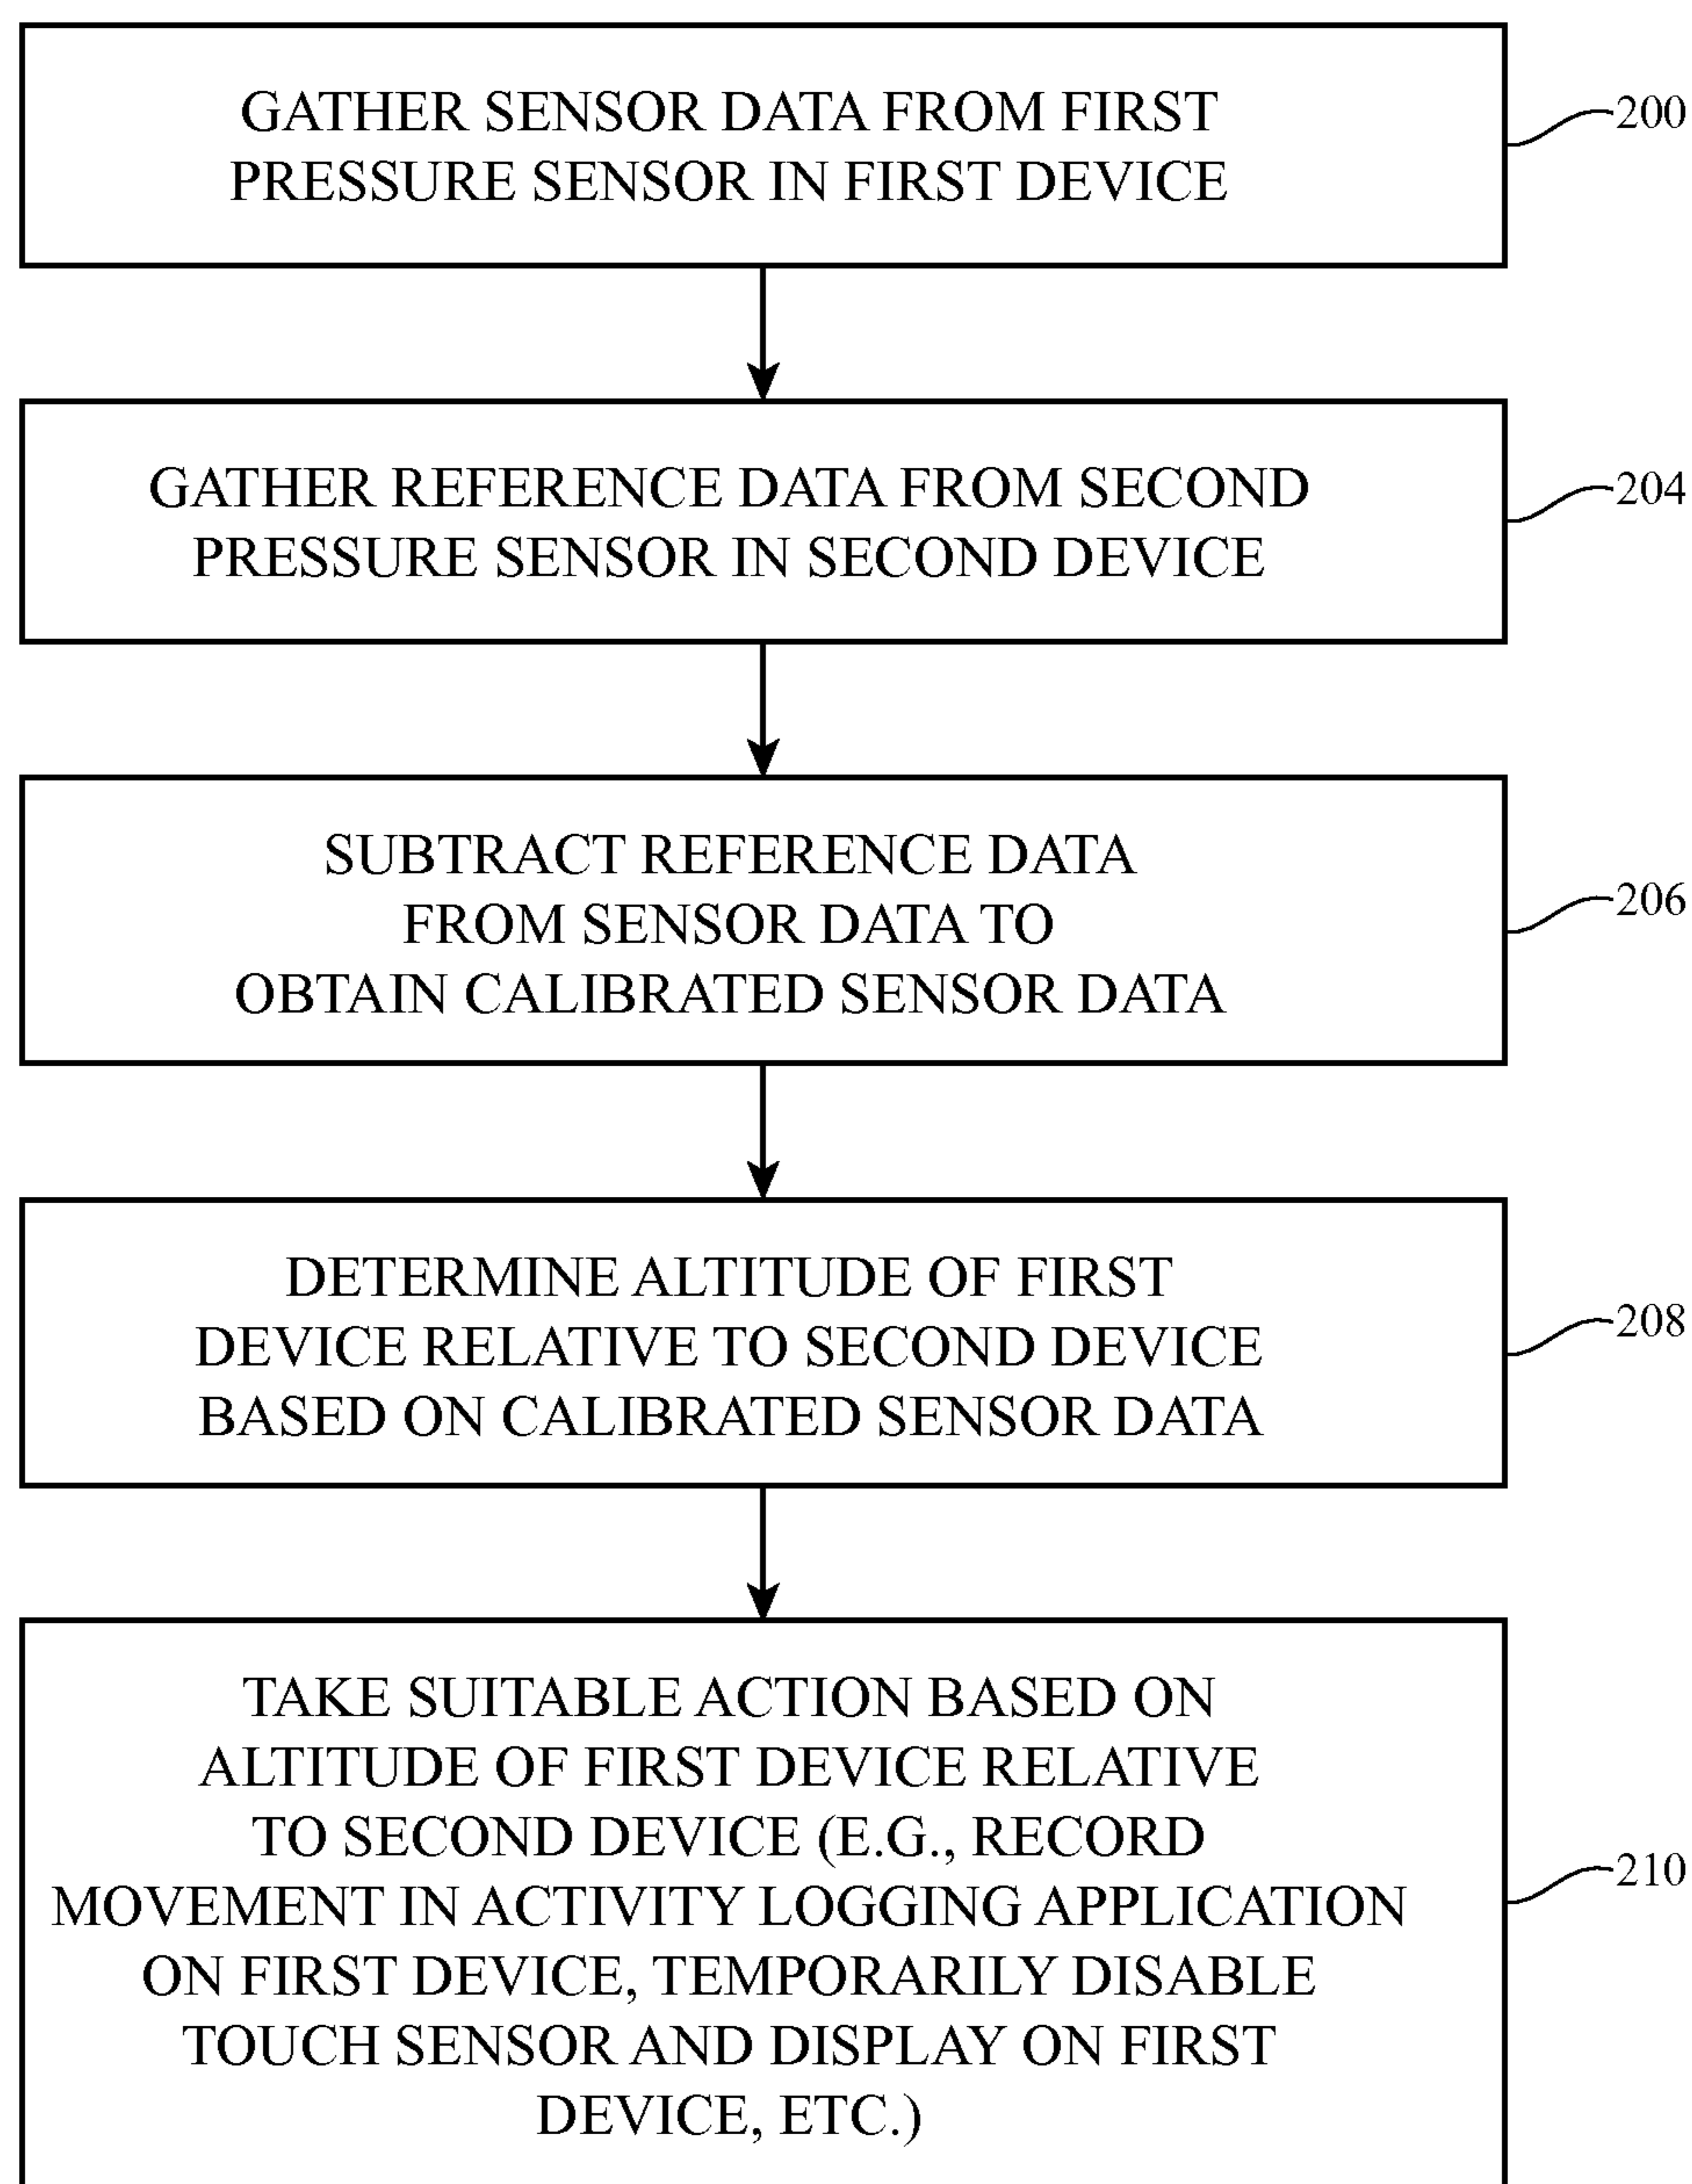 GATHER SENSOR DATA FROM FIRST
PRESSURE SENSOR IN FIRST DEVICE
200
GATHER REFERENCE DATA FROM SECOND
PRESSURE SENSOR IN SECOND DEVICE
204
SUBTRACT REFERENCE DATA
FROM SENSOR DATA TO
OBTAIN CALIBRATED SENSOR DATA
206
DETERMINE ALTITUDE OF FIRST
DEVICE RELATIVE TO SECOND DEVICE
BASED ON CALIBRATED SENSOR DATA
208
TAKE SUITABLE ACTION BASED ON
ALTITUDE OF FIRST DEVICE RELATIVE
TO SECOND DEVICE (E.G., RECORD
MOVEMENT IN ACTIVITY LOGGING APPLICATION
ON FIRST DEVICE, TEMPORARILY DISABLE
TOUCH SENSOR AND DISPLAY ON FIRST
DEVICE, ETC.)
210